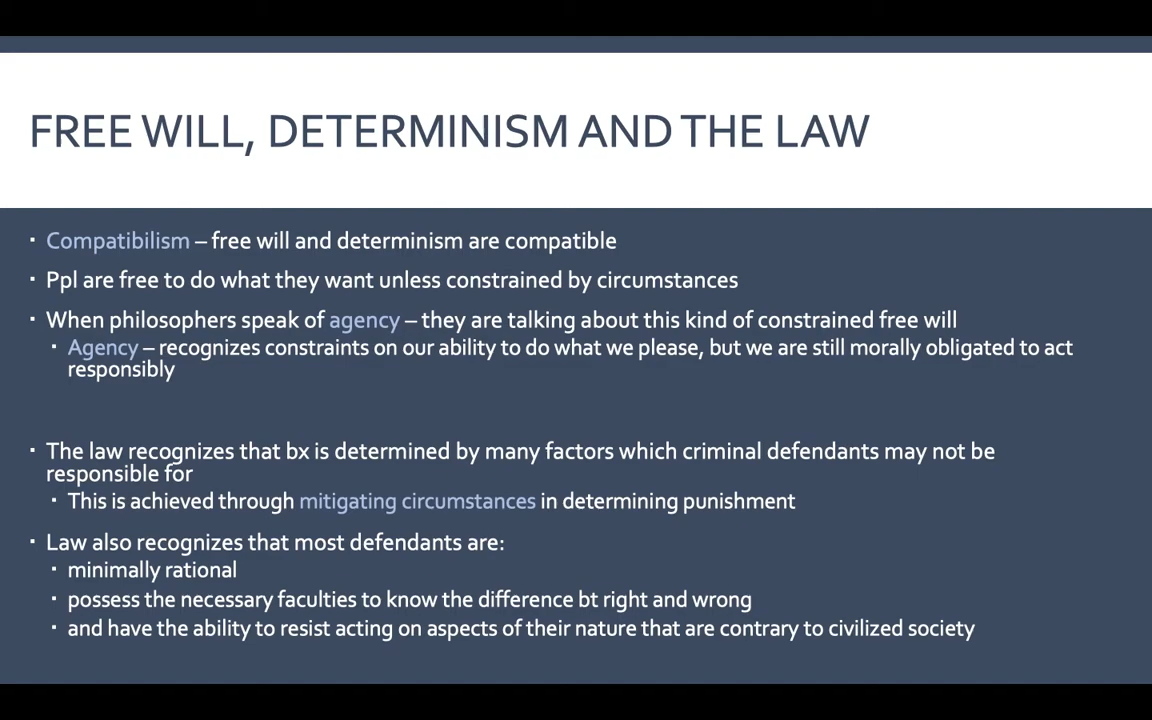 FREE WILL, DETERMINISM AND THE LAW
▪ Compatibilism – free will and determinism are compatible
▪ Ppl are free to do what they want unless constrained by circumstances
▪ When philosophers speak of agency – they are talking about this kind of constrained free will
▪ Agency – recognizes constraints on our ability to do what we please, but we are still morally obligated to act
responsibly
▪ The law recognizes that bx is determined by many factors which criminal defendants may not be
responsible for
▪ This is achieved through mitigating circumstances in determining punishment
▪ Law also recognizes that most defendants are:
▪ minimally rational
▪ possess the necessary faculties to know the difference bt right and wrong
▪ and have the ability to resist acting on aspects of their nature that are contrary to civilized society